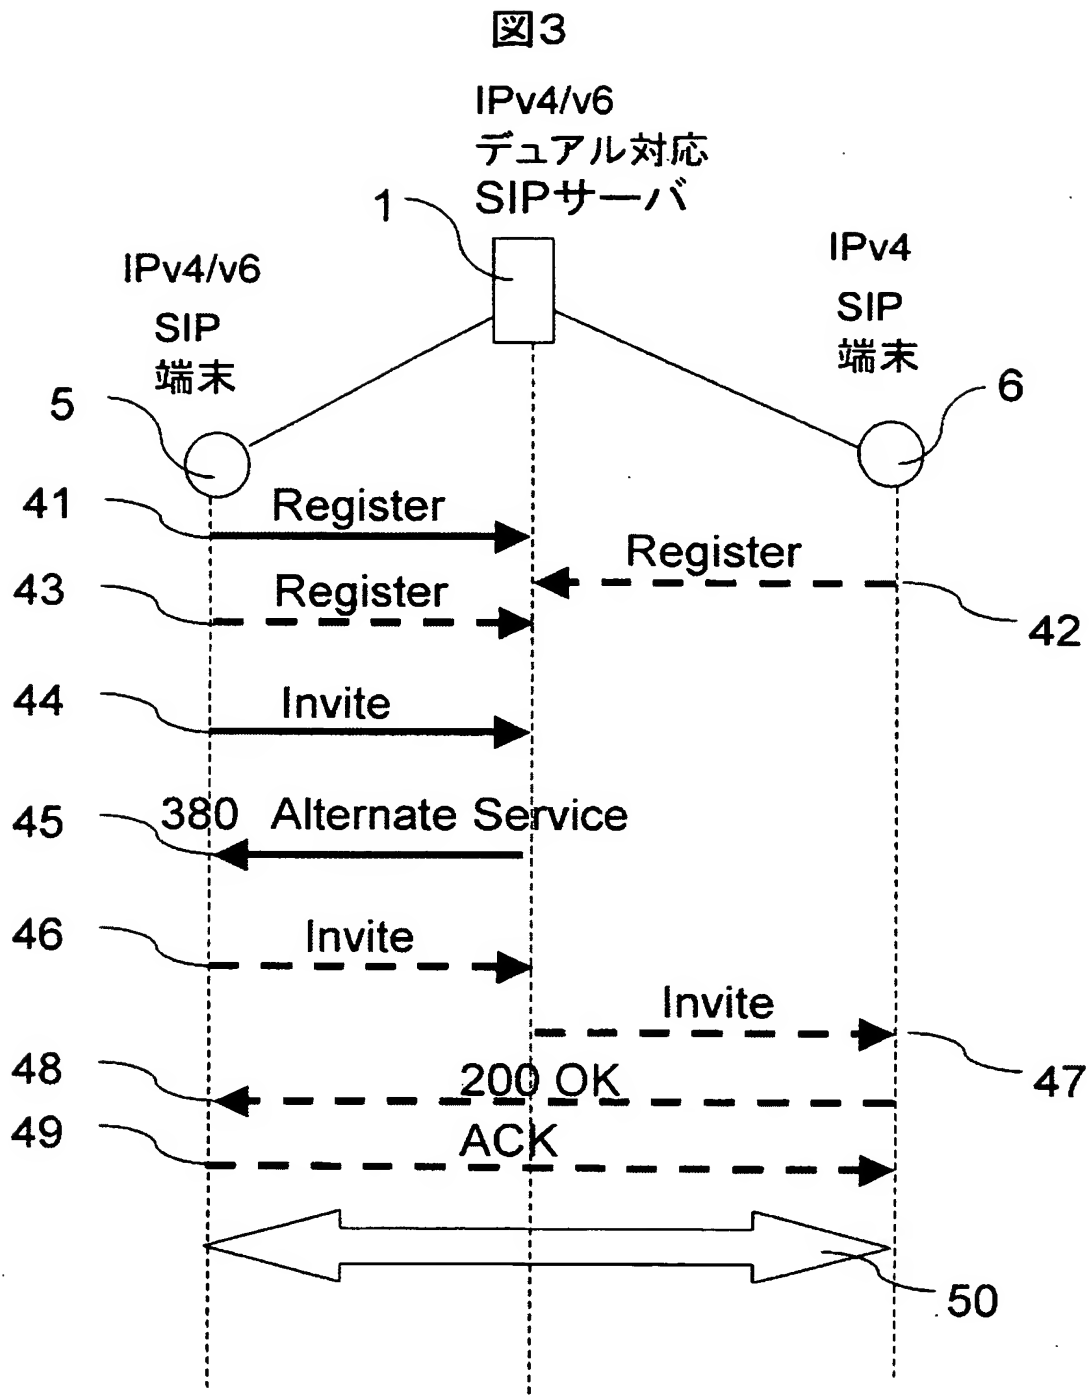 図3
IPv4/v6
デュアル対応
SIPサーバ
1
IPv4/v6
SIP
端末
IPv4
SIP
端末
5
6
41
Register
Register
42
43
Register
44
Invite
45
380 Alternate Service
46
Invite
Invite
47
48
200 OK
49
ACK
50